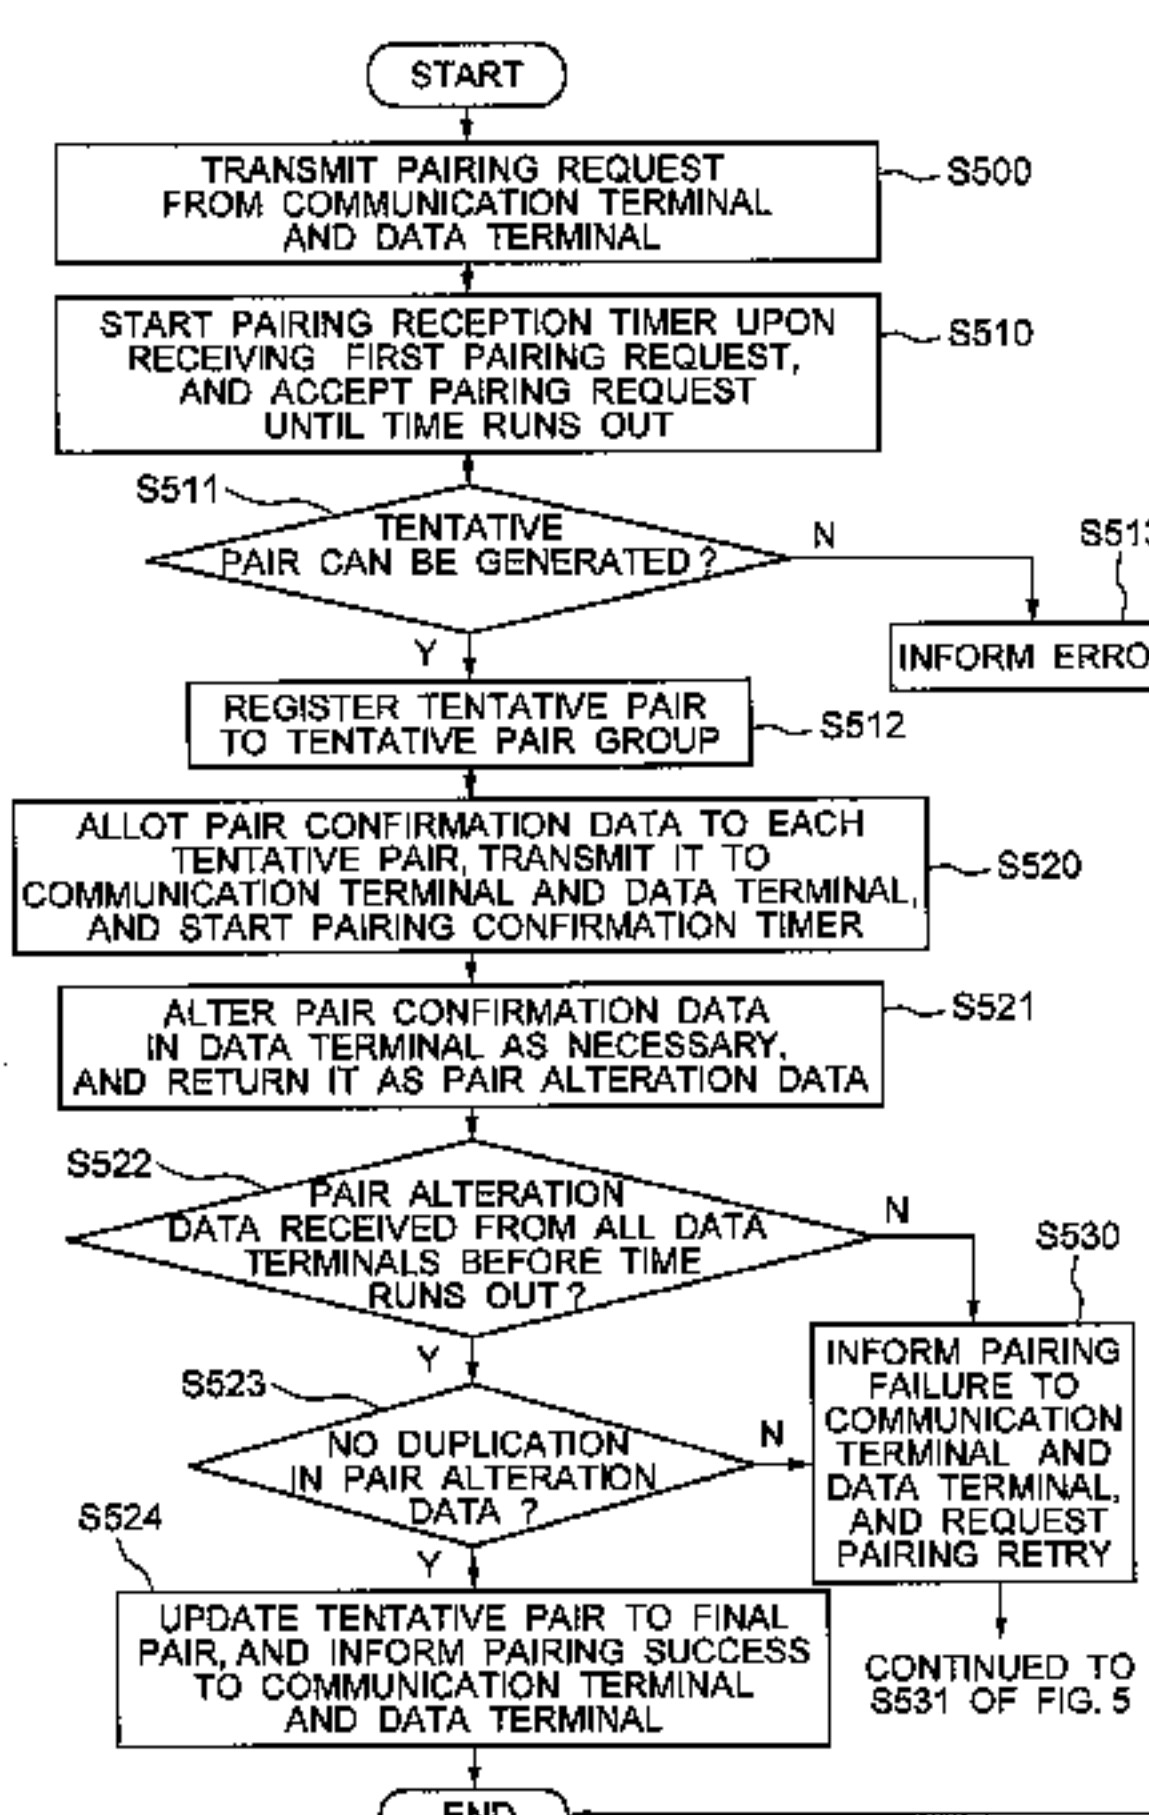 START
TRANSMIT PAIRING REQUEST
FROM COMMUNICATION TERMINAL
AND DATA TERMINAL
S500
START PAIRING RECEPTION TIMER UPON
RECEIVING FIRST PAIRING REQUEST,
AND ACCEPT PAIRING REQUEST
UNTIL TIME RUNS OUT
S510
S511
TENTATIVE
PAIR CAN BE GENERATED?
N
S513
INFORM ERRO
Y
REGISTER TENTATIVE PAIR
TO TENTATIVE PAIR GROUP
S512
ALLOT PAIR CONFIRMATION DATA TO EACH
TENTATIVE PAIR, TRANSMIT IT TO
COMMUNICATION TERMINAL AND DATA TERMINAL,
AND START PAIRING CONFIRMATION TIMER
S520
ALTER PAIR CONFIRMATION DATA
IN DATA TERMINAL AS NECESSARY,
AND RETURN IT AS PAIR ALTERATION DATA
S521
S522
PAIR ALTERATION
DATA RECEIVED FROM ALL DATA
TERMINALS BEFORE TIME
RUNS OUT?
N
Y
S530
INFORM PAIRING
FAILURE TO
COMMUNICATION
TERMINAL AND
DATA TERMINAL,
AND REQUEST
PAIRING RETRY
S523
NO DUPLICATION
IN PAIR ALTERATION
DATA ?
N
Y
S524
UPDATE TENTATIVE PAIR TO FINAL
PAIR, AND INFORM PAIRING SUCCESS
TO COMMUNICATION TERMINAL
AND DATA TERMINAL
CONTINUED TO
S531 OF FIG. 5
END